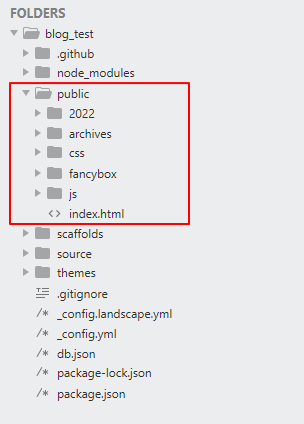 FOLDERS
blog_test
.github
node_modules
public
2022
archives
css
fancybox
js
<> index.html
scaffolds
source
themes
.gitignore
/* _config.landscape.yml
/* _config.yml
/* db.json
/* package-lock.json
/* package.json